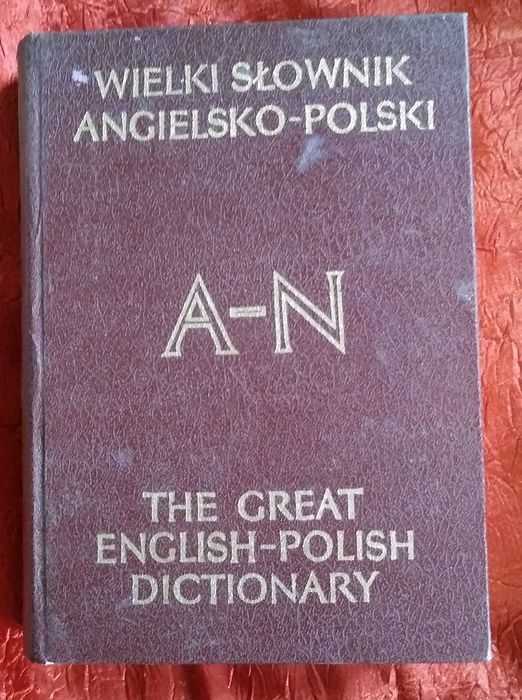 WIELKI SŁOWNIK
ANGIELSKO-POLSKI
A-N
THE GREAT
ENGLISH-POLISH
DICTIONARY